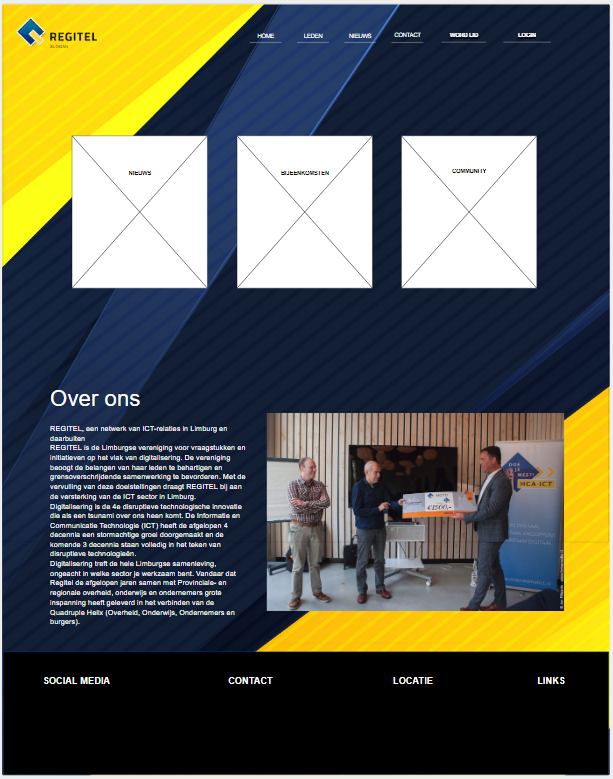 REGITEL
SLOGAN
HOME LEDEN NIEUWS CONTACT WORD LID LOGIN
NIEUWS BIJEENKOMSTEN COMMUNITY
Over ons
REGITEL, een netwerk van ICT-relaties in Limburg en
daarbuiten
REGITEL is de Limburgse vereniging voor vraagstukken en
initiatieven op het vlak van digitalisering. De vereniging
beoogt de belangen van haar leden te behartigen en
grensoverschrijdende samenwerking te bevorderen. Met de
vervulling van deze doelstellingen draagt REGITEL bij aan
de versterking van de ICT sector in Limburg.
Digitalisering is de 4e disruptieve technologische innovatie
die als een tsunami over ons heen komt. De Informatie en
Communicatie Technologie (ICT) heeft de afgelopen 4
decennia een stormachtige groei doorgemaakt en de
komende 3 decennia staan volledig in het teken van
disruptieve technologieën.
Digitalisering treft de hele Limburgse samenleving,
ongeacht in welke sector je werkzaam bent. Vandaar dat
Regitel de afgelopen jaren samen met Provinciale- en
regionale overheid, onderwijs en ondernemers grote
inspanning heeft geleverd in het verbinden van de
Quadruple Helix (Overheid, Onderwijs, Ondernemers en
burgers).
DOE
JE
MEE?!
HCA-ICT
€1500,-
SOCIAL MEDIA CONTACT LOCATIE LINKS